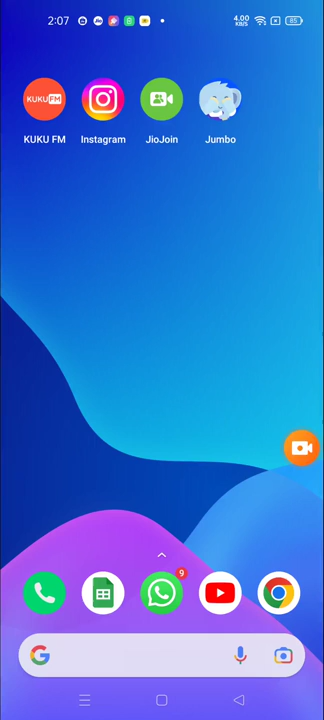 2:07
4.00
KB/S
85
KUKU FM
KUKU FM
Instagram
JioJoin
Jumbo
9